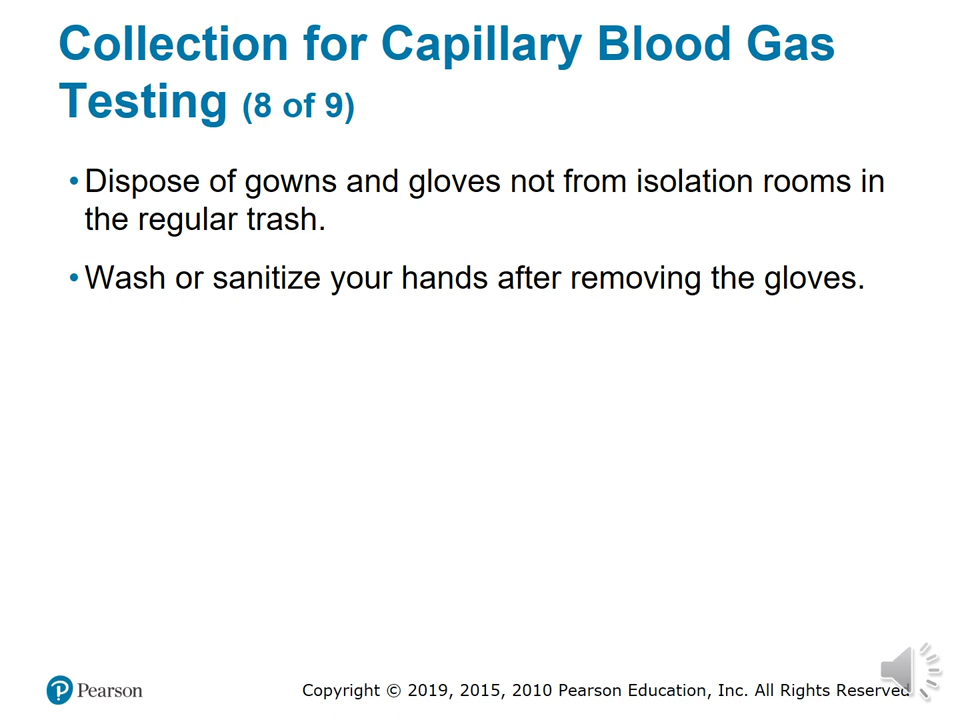 Collection for Capillary Blood Gas
Testing (8 of 9)
• Dispose of gowns and gloves not from isolation rooms in
the regular trash.
• Wash or sanitize your hands after removing the gloves.
Pearson
Copyright © 2019, 2015, 2010 Pearson Education, Inc. All Rights Reserved